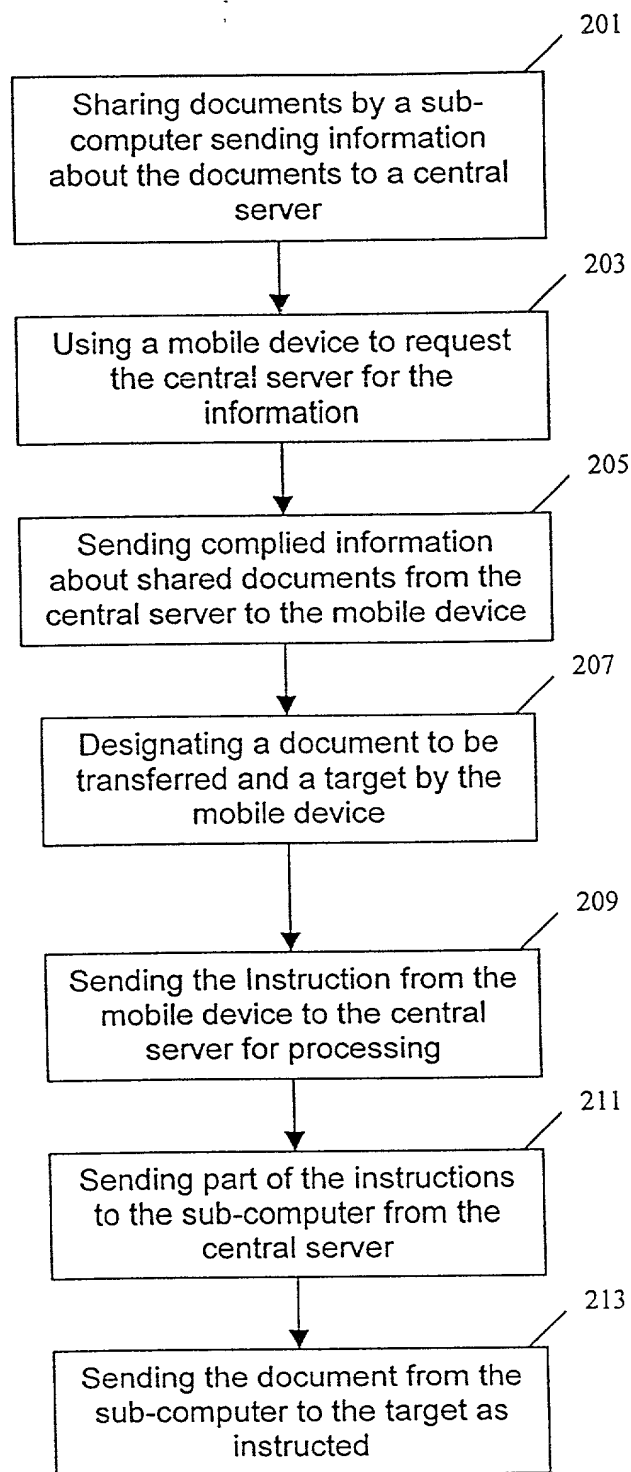 201
Sharing documents by a sub-
computer sending information
about the documents to a central
server
203
Using a mobile device to request
the central server for the
information
205
Sending complied information
about shared documents from the
central server to the mobile device
207
Designating a document to be
transferred and a target by the
mobile device
209
Sending the Instruction from the
mobile device to the central
server for processing
211
Sending part of the instructions
to the sub-computer from the
central server
213
Sending the document from the
sub-computer to the target as
instructed